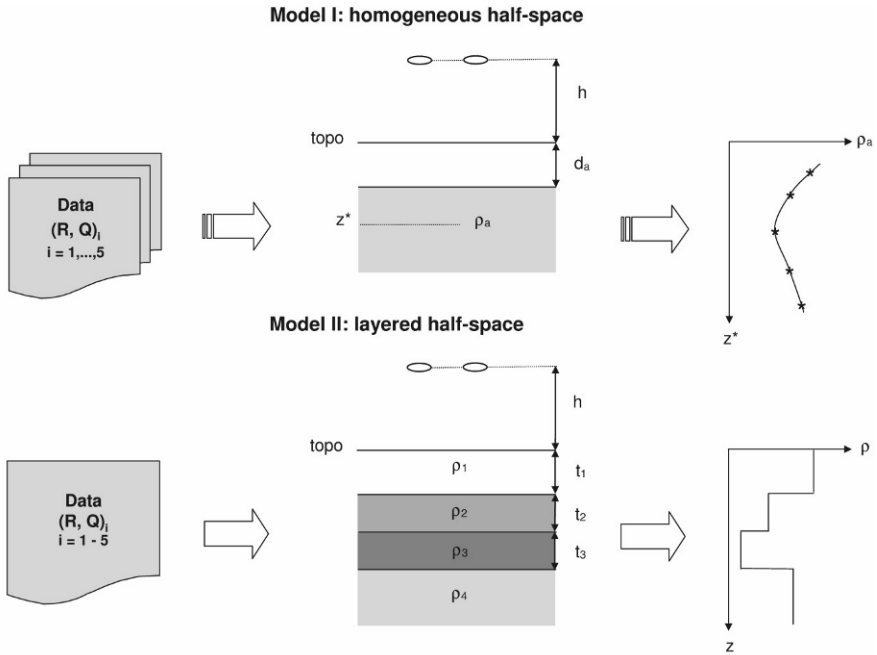 Model I: homogeneous half-space
h
topo
ρa
da
Data
(R, Q)i
i = 1,...,5
z*
ρa
z*
Model II: layered half-space
h
topo
ρ
ρ1
t1
Data
(R, Q)i
i = 1 - 5
ρ2
t2
ρ3
t3
ρ4
z